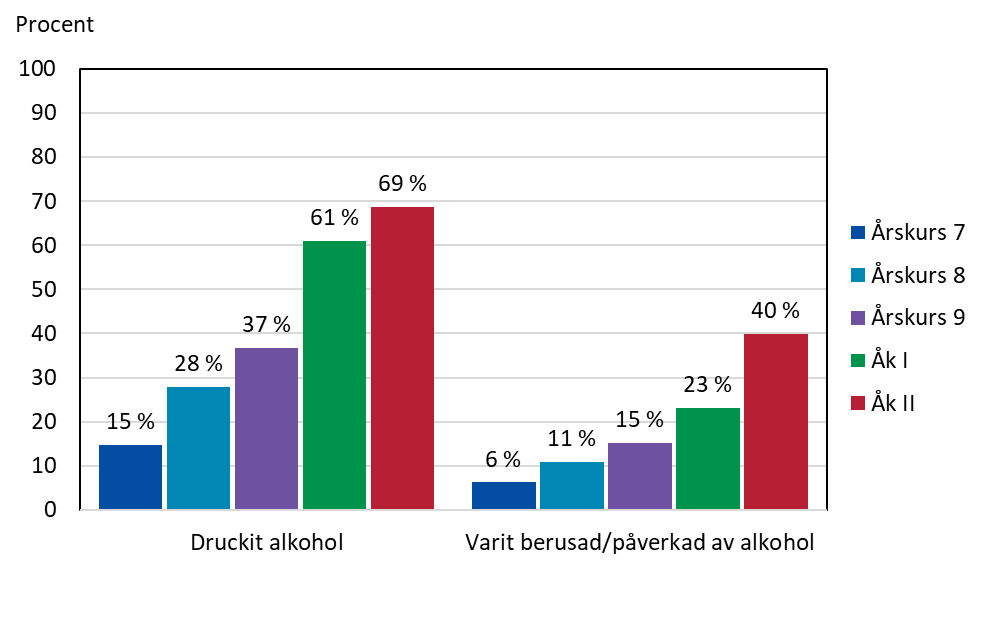 Procent
100
90
80
70
60
50
40
30
20
10
0
15 %
28 %
37 %
61 %
69 %
6 %
11 %
15 %
23 %
40 %
Druckit alkohol
Varit berusad/påverkad av alkohol
Årskurs 7
Årskurs 8
Årskurs 9
Åk I
Åk II